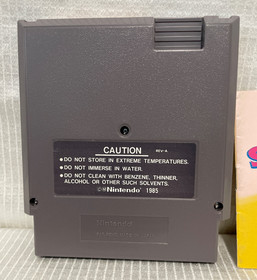 CAUTION REV-A
●DO NOT STORE IN EXTREME TEMPERATURES.
●DO NOT IMMERSE IN WATER.
●DO NOT CLEAN WITH BENZENE, THINNER,
ALCOHOL OR OTHER SUCH SOLVENTS.
©Nintendo 1985
Nintendo